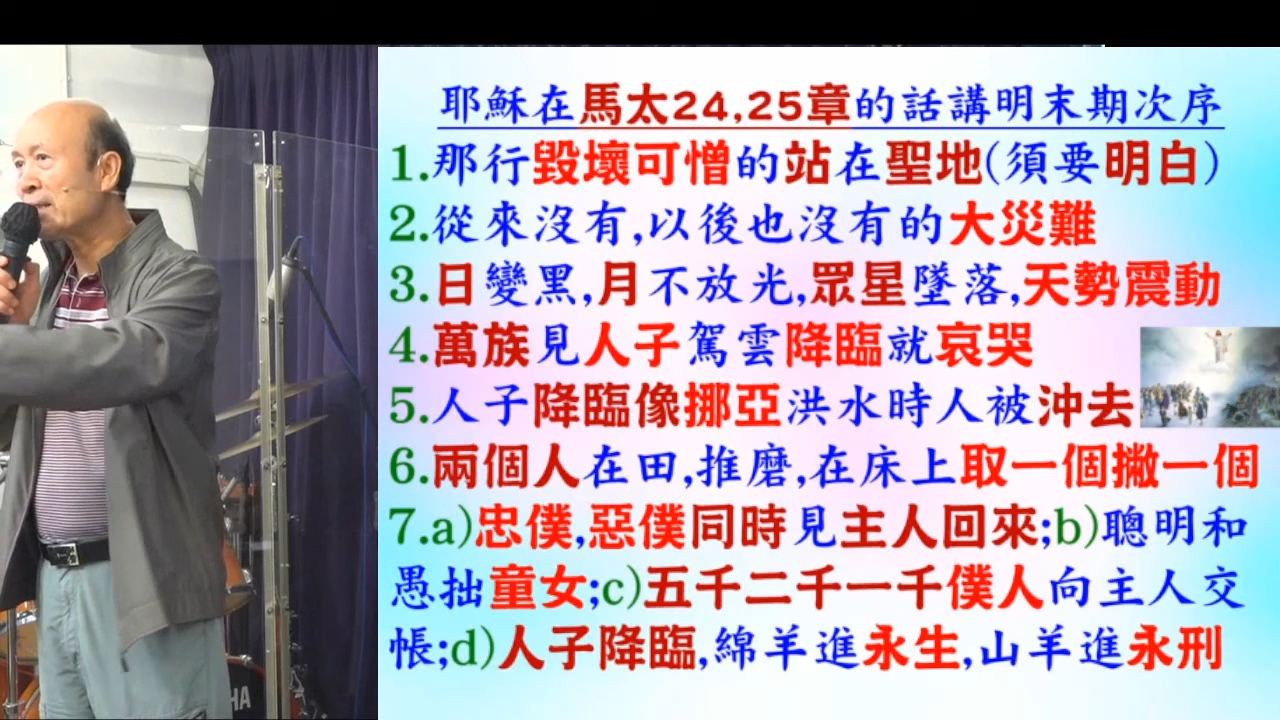 耶穌在馬太24,25章的話講明末期次序
1.那行毀壞可憎的站在聖地(須要明白)
2.從來沒有,以後也沒有的大災難
3.日變黑,月不放光,眾星墜落,天勢震動
4.萬族見人子駕雲降臨就哀哭
5.人子降臨像挪亞洪水時人被沖去
6.兩個人在田,推磨,在床上取一個撇一個
7.a)忠僕,惡僕同時見主人回來;b)聰明和
愚拙童女;c)五千二千一千僕人向主人交
帳;d)人子降臨,綿羊進永生,山羊進永刑
HA